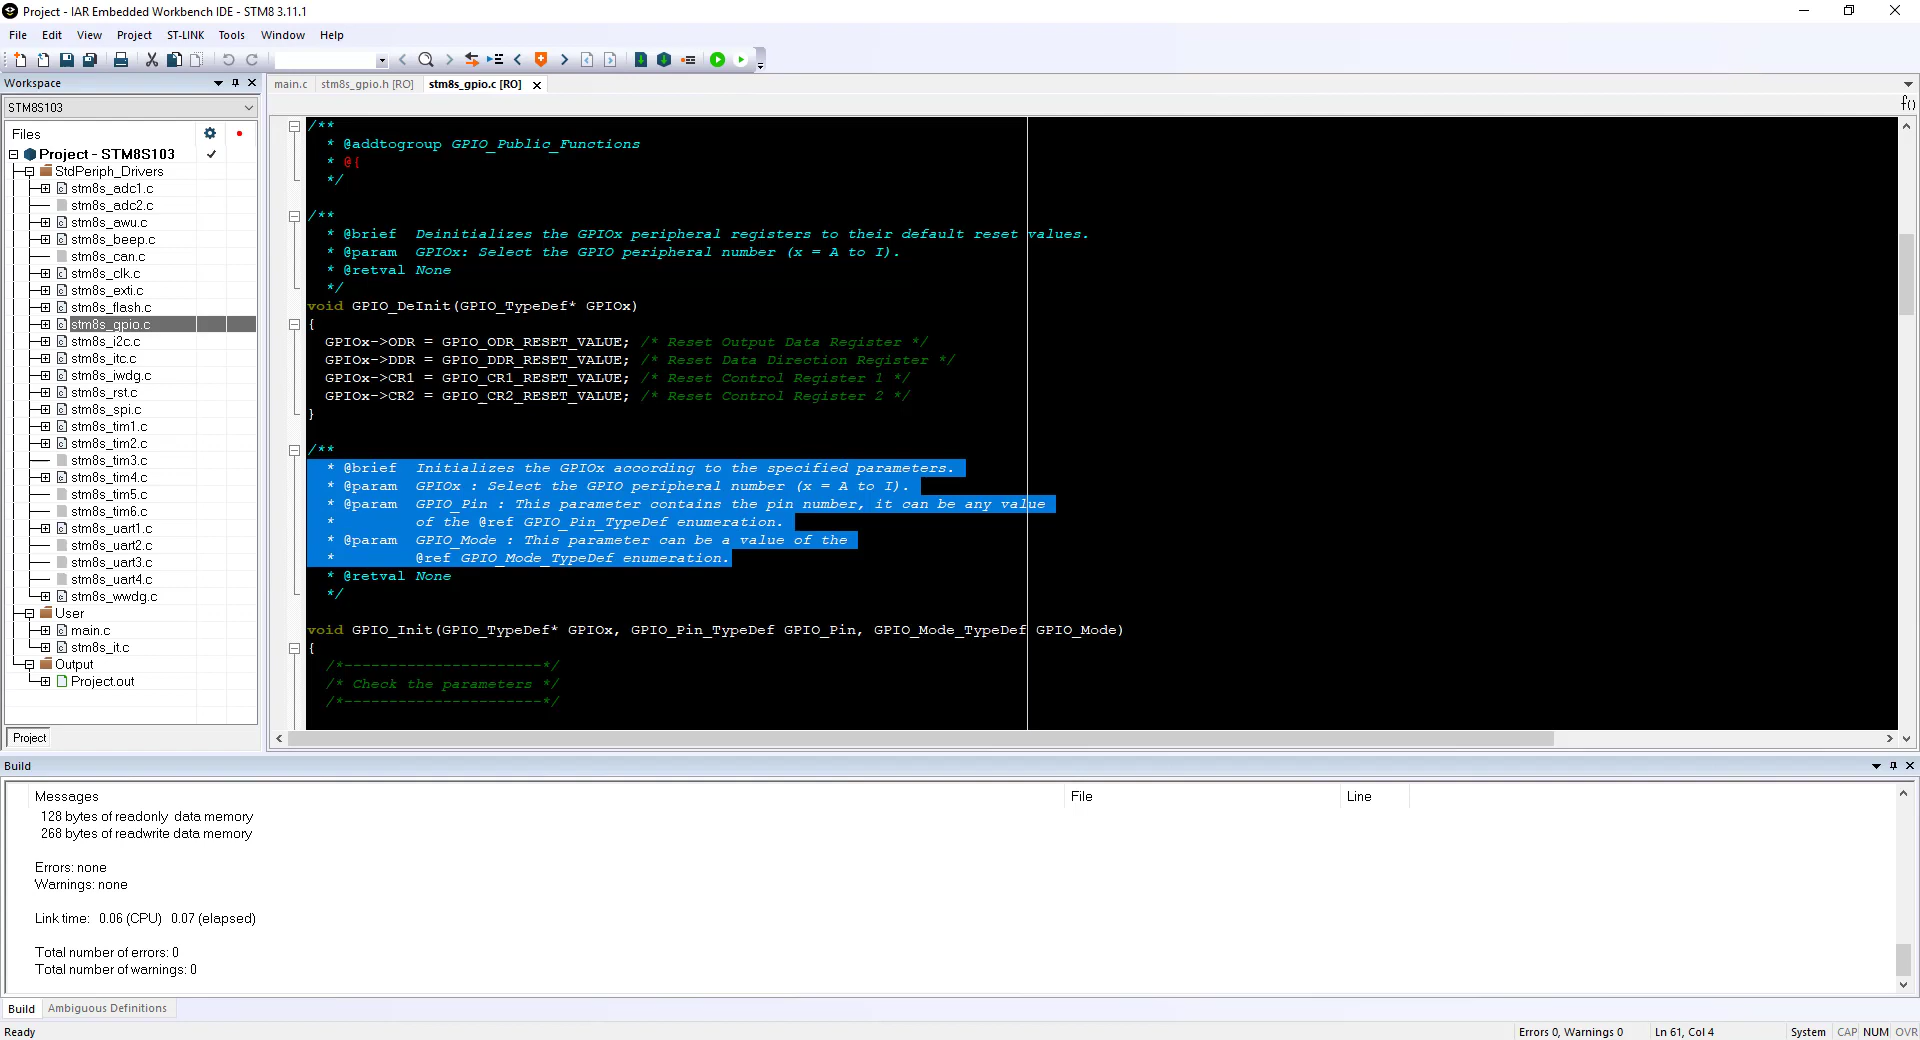 Project - IAR Embedded Workbench IDE - STM8 3.11.1
File Edit View Project ST-LINK Tools Window Help
Workspace
STM8S103
Files
Project - STM8S103
StdPeriph_Drivers
stm8s_adc1.c
stm8s_adc2.c
stm8s_awu.c
stm8s_beep.c
stm8s_can.c
stm8s_clk.c
stm8s_exti.c
stm8s_flash.c
stm8s_gpio.c
stm8s_i2c.c
stm8s_itc.c
stm8s_iwdg.c
stm8s_rst.c
stm8s_spi.c
stm8s_tim1.c
stm8s_tim2.c
stm8s_tim3.c
stm8s_tim4.c
stm8s_tim5.c
stm8s_tim6.c
stm8s_uart1.c
stm8s_uart2.c
stm8s_uart3.c
stm8s_uart4.c
stm8s_wwdg.c
User
main.c
stm8s_it.c
Output
Project.out
Project
main.c stm8s_gpio.h [RO] stm8s_gpio.c [RO]
f()
/**
* @addtogroup GPIO_Public_Functions
* @{
*/
/**
* @brief Deinitializes the GPIOx peripheral registers to their default reset values.
* @param GPIOx: Select the GPIO peripheral number (x = A to I).
* @retval None
*/
void GPIO_DeInit(GPIO_TypeDef* GPIOx)
{
GPIOx->ODR = GPIO_ODR_RESET_VALUE; /* Reset Output Data Register */
GPIOx->DDR = GPIO_DDR_RESET_VALUE; /* Reset Data Direction Register */
GPIOx->CR1 = GPIO_CR1_RESET_VALUE; /* Reset Control Register 1 */
GPIOx->CR2 = GPIO_CR2_RESET_VALUE; /* Reset Control Register 2 */
}
/**
* @brief Initializes the GPIOx according to the specified parameters.
* @param GPIOx : Select the GPIO peripheral number (x = A to I).
* @param GPIO_Pin : This parameter contains the pin number, it can be any value
* of the @ref GPIO_Pin_TypeDef enumeration.
* @param GPIO_Mode : This parameter can be a value of the
* @ref GPIO_Mode_TypeDef enumeration.
* @retval None
*/
void GPIO_Init(GPIO_TypeDef* GPIOx, GPIO_Pin_TypeDef GPIO_Pin, GPIO_Mode_TypeDef GPIO_Mode)
{
/*----------------------*/
/* Check the parameters */
/*----------------------*/
Build
Messages File Line
128 bytes of readonly data memory
268 bytes of readwrite data memory
Errors: none
Warnings: none
Link time: 0.06 (CPU) 0.07 (elapsed)
Total number of errors: 0
Total number of warnings: 0
Build Ambiguous Definitions
Ready Errors 0, Warnings 0 Ln 61, Col 4 System CAP NUM OVR